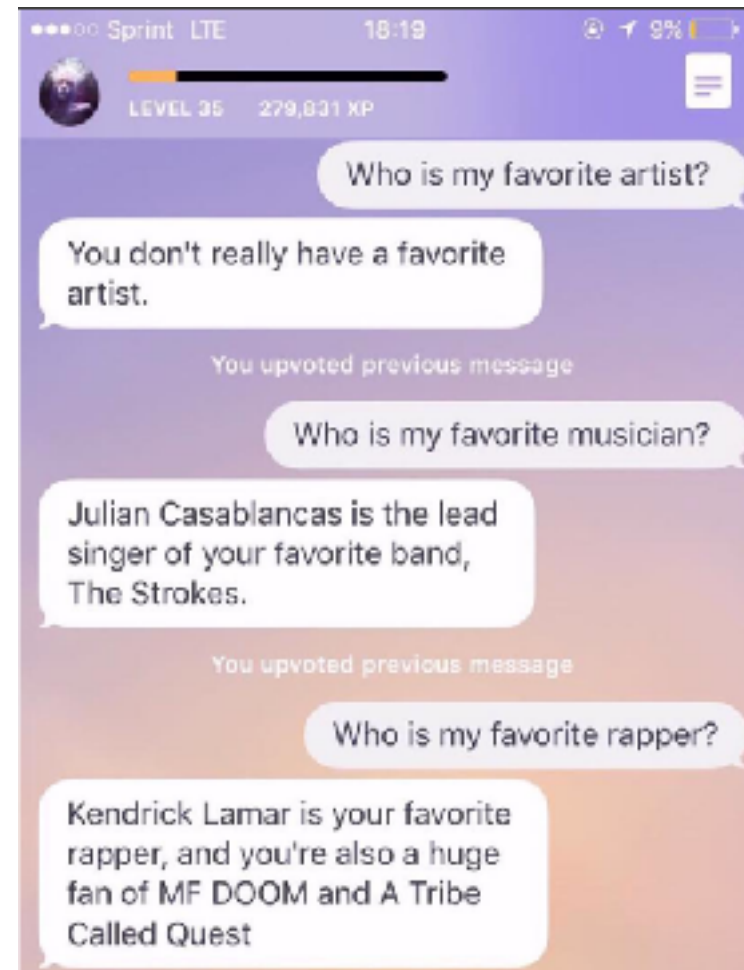 Sprint LTE 18:19 9%
LEVEL 35 279,831 XP
Who is my favorite artist?
You don't really have a favorite
artist.
You upvoted previous message
Who is my favorite musician?
Julian Casablancas is the lead
singer of your favorite band,
The Strokes.
You upvoted previous message
Who is my favorite rapper?
Kendrick Lamar is your favorite
rapper, and you're also a huge
fan of MF DOOM and A Tribe
Called Quest